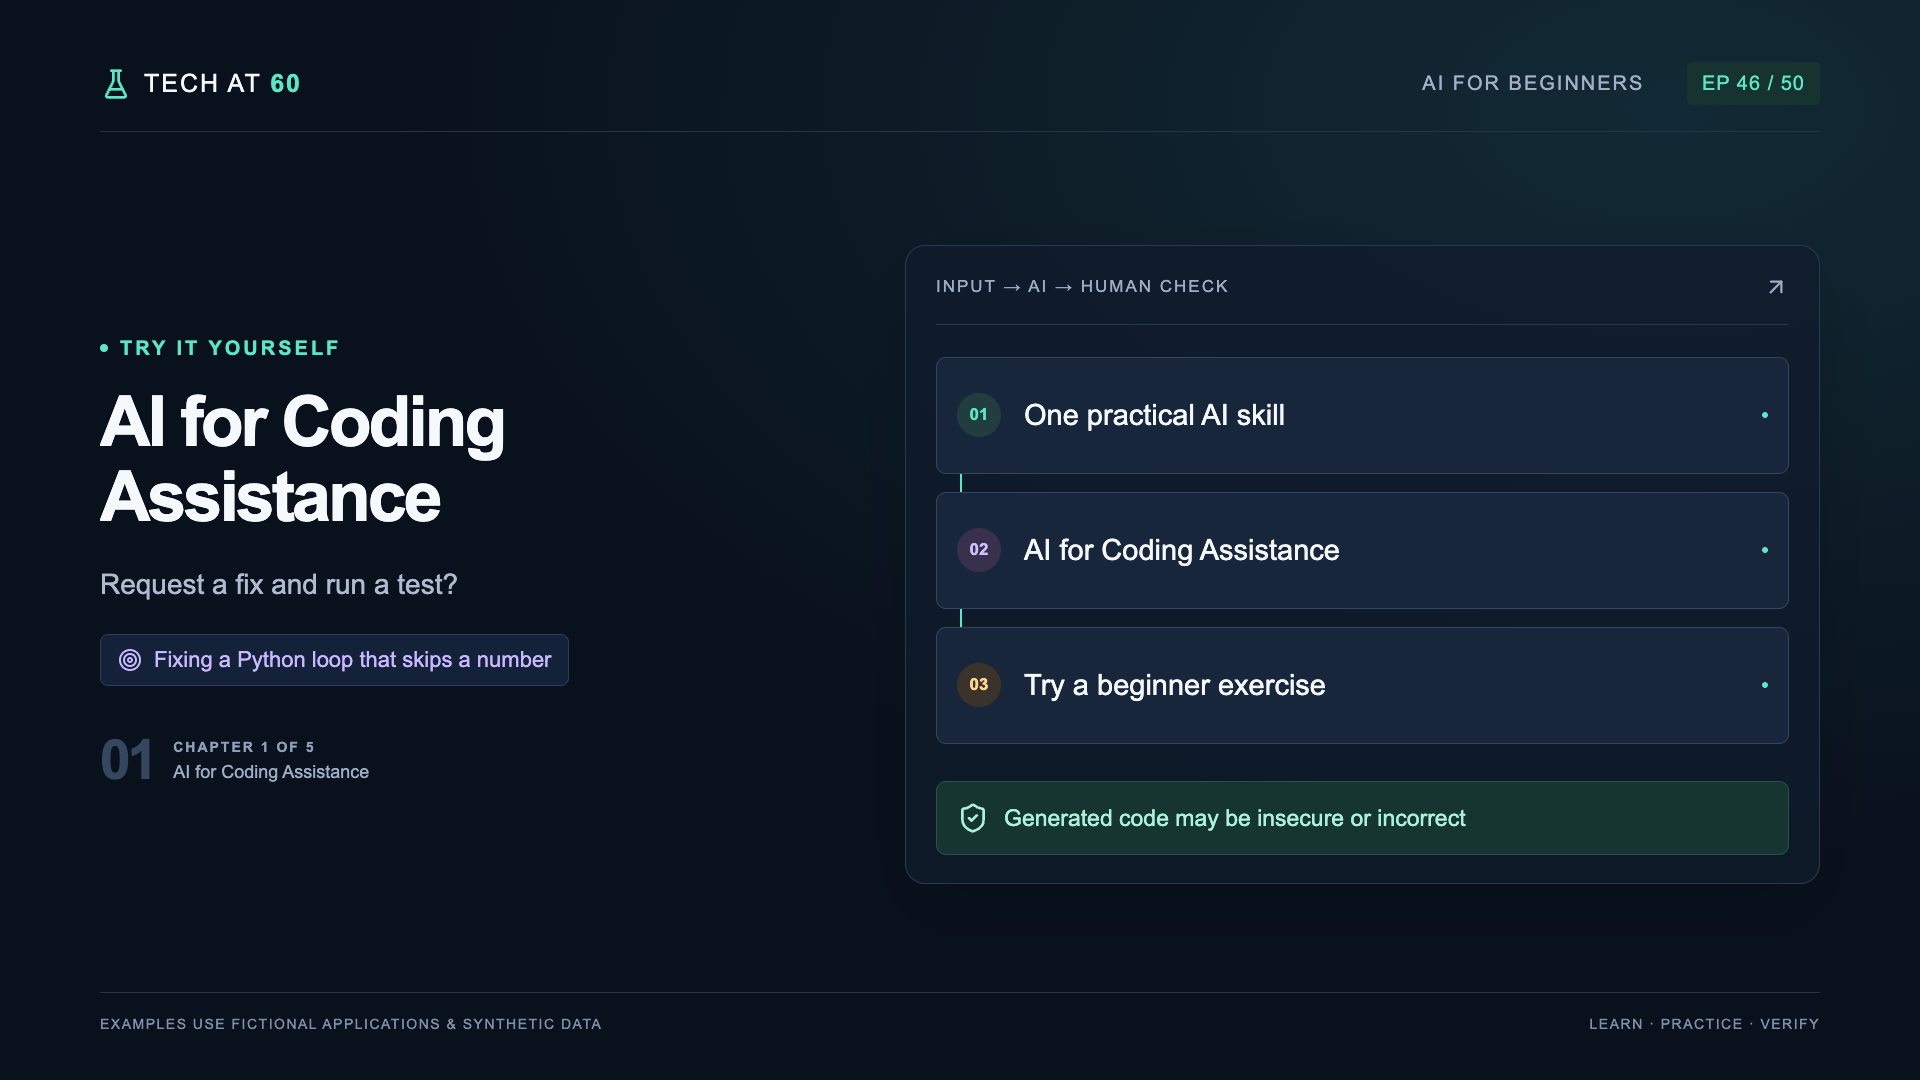 TECH AT 60
AI FOR BEGINNERS
EP 46 / 50
TRY IT YOURSELF
AI for Coding
Assistance
Request a fix and run a test?
Fixing a Python loop that skips a number
01
CHAPTER 1 OF 5
AI for Coding Assistance
INPUT → AI → HUMAN CHECK
01
One practical AI skill
02
AI for Coding Assistance
03
Try a beginner exercise
Generated code may be insecure or incorrect
EXAMPLES USE FICTIONAL APPLICATIONS & SYNTHETIC DATA
LEARN · PRACTICE · VERIFY